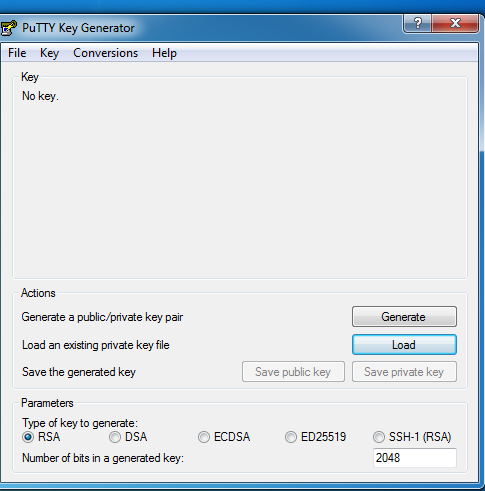 PuTTY Key Generator
?
File Key Conversions Help
Key
No key.
Actions
Generate a public/private key pair Generate
Load an existing private key file Load
Save the generated key Save public key Save private key
Parameters
Type of key to generate:
RSA DSA ECDSA ED25519 SSH-1 (RSA)
Number of bits in a generated key: 2048